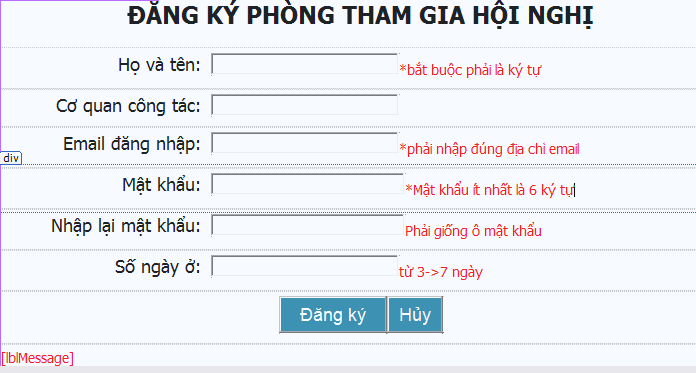 ĐĂNG KÝ PHÒNG THAM GIA HỘI NGHỊ
Họ và tên: *bắt buộc phải là ký tự
Cơ quan công tác:
Email đăng nhập: *phải nhập đúng địa chỉ email
div
Mật khẩu: *Mật khẩu ít nhất là 6 ký tự
Nhập lại mật khẩu: Phải giống ô mật khẩu
Số ngày ở: từ 3->7 ngày
Đăng ký Hủy
[lblMessage]